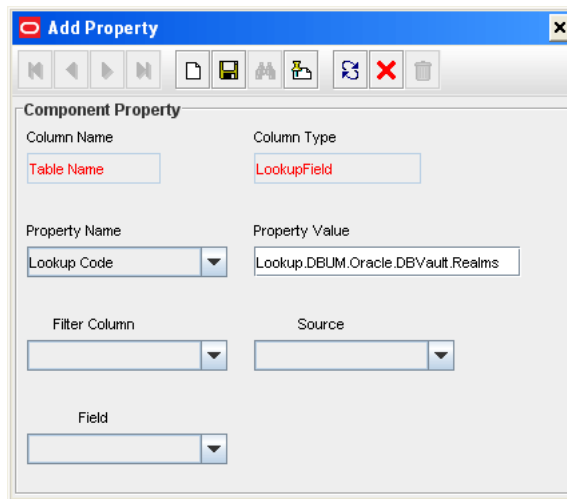 Add Property
Component Property
Column Name Column Type
Table Name LookupField
Property Name Property Value
Lookup Code Lookup.DBUM.Oracle.DBVault.Realms
Filter Column Source
Field